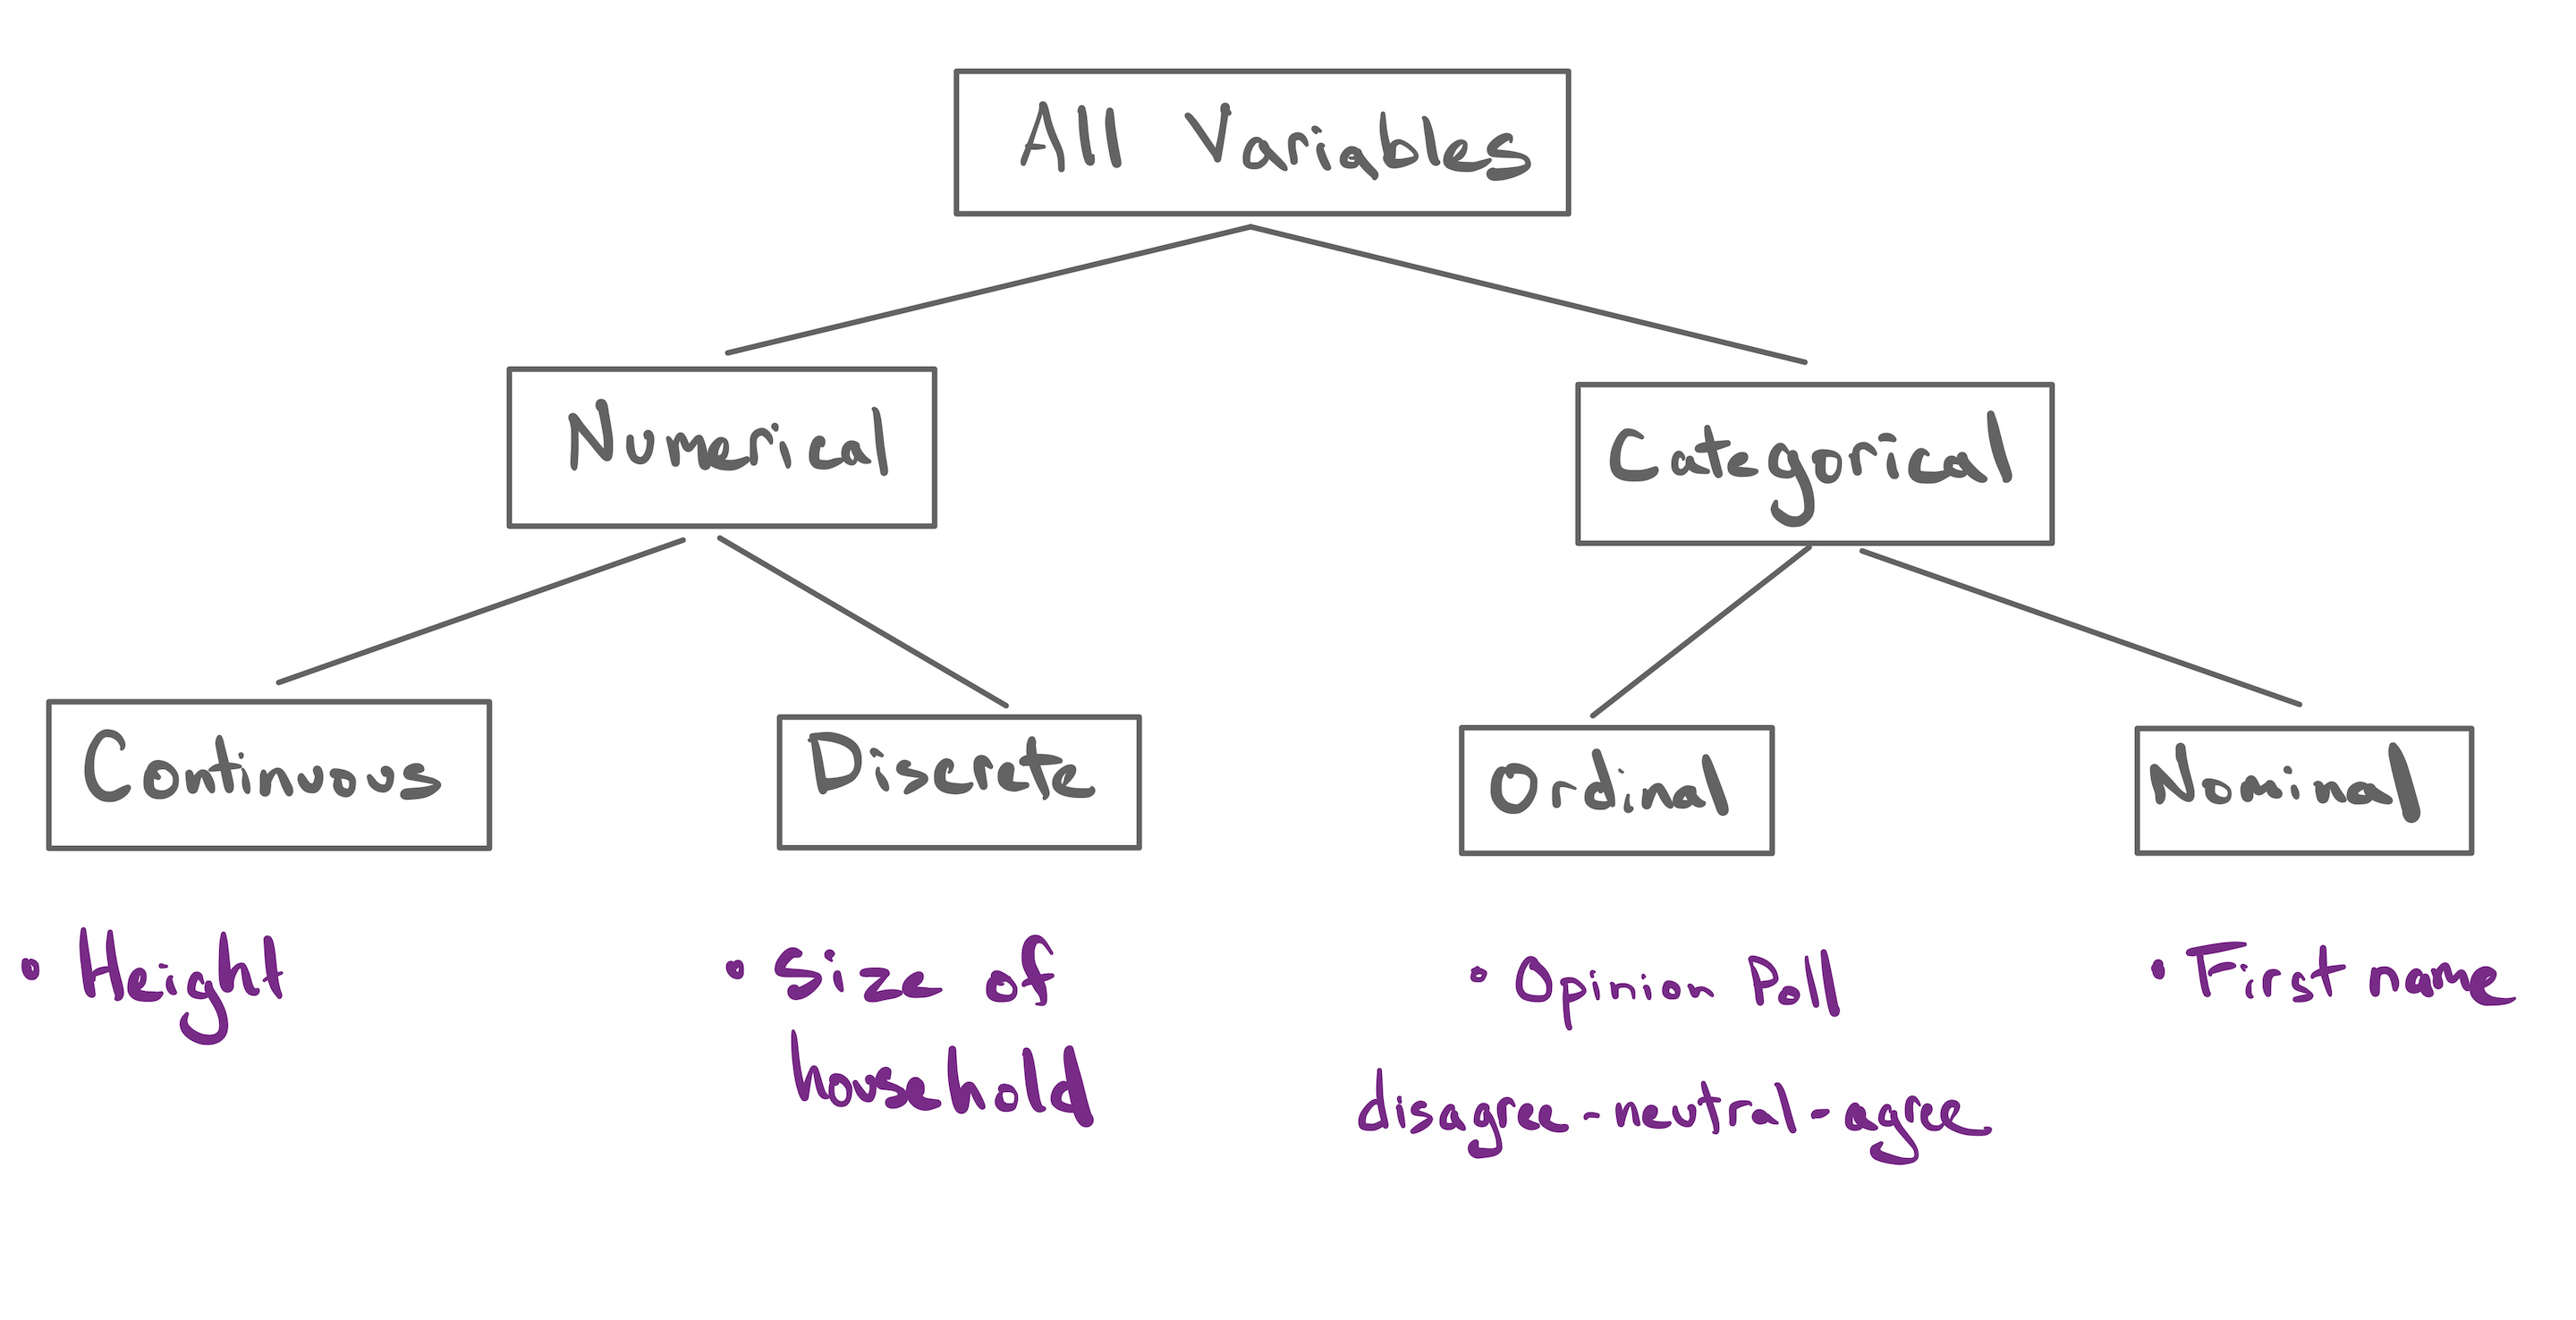 All Variables
Numerical
Categorical
Continuous
Discrete
Ordinal
Nominal
• Height
• Size of
household
• Opinion Poll
disagree-neutral-agree
• First name